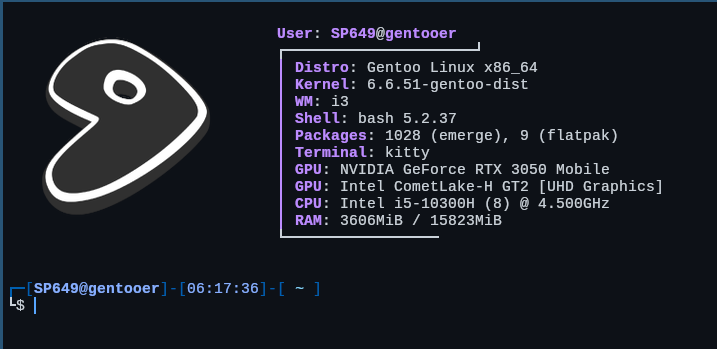 User: SP649@gentooer
Distro: Gentoo Linux x86_64
Kernel: 6.6.51-gentoo-dist
WM: i3
Shell: bash 5.2.37
Packages: 1028 (emerge), 9 (flatpak)
Terminal: kitty
GPU: NVIDIA GeForce RTX 3050 Mobile
GPU: Intel CometLake-H GT2 [UHD Graphics]
CPU: Intel i5-10300H (8) @ 4.500GHz
RAM: 3606MiB / 15823MiB
┌─[SP649@gentooer]-[06:17:36]-[ ~ ]
└$